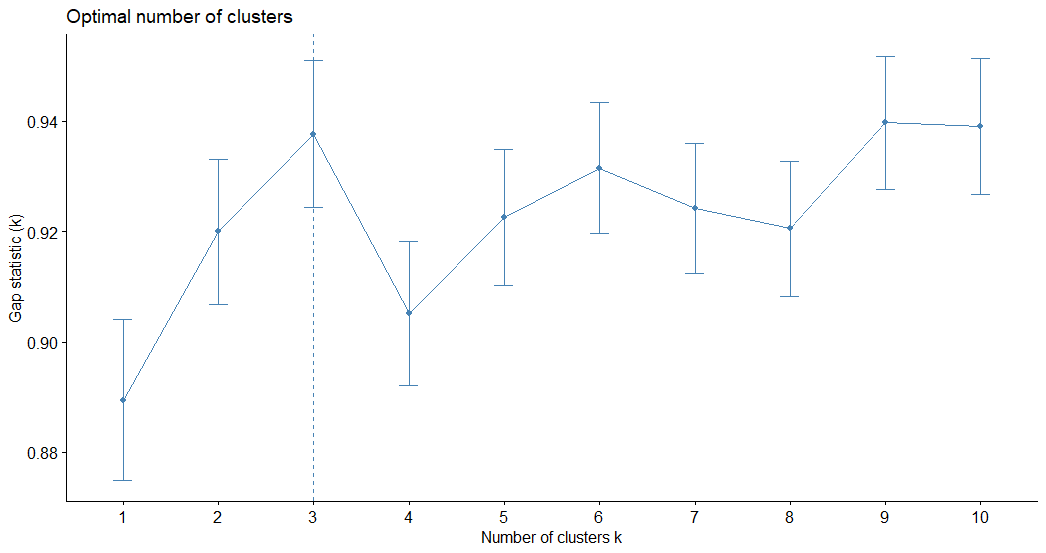 Optimal number of clusters
Gap statistic (k)
0.94
0.92
0.90
0.88
1 2 3 4 5 6 7 8 9 10
Number of clusters k